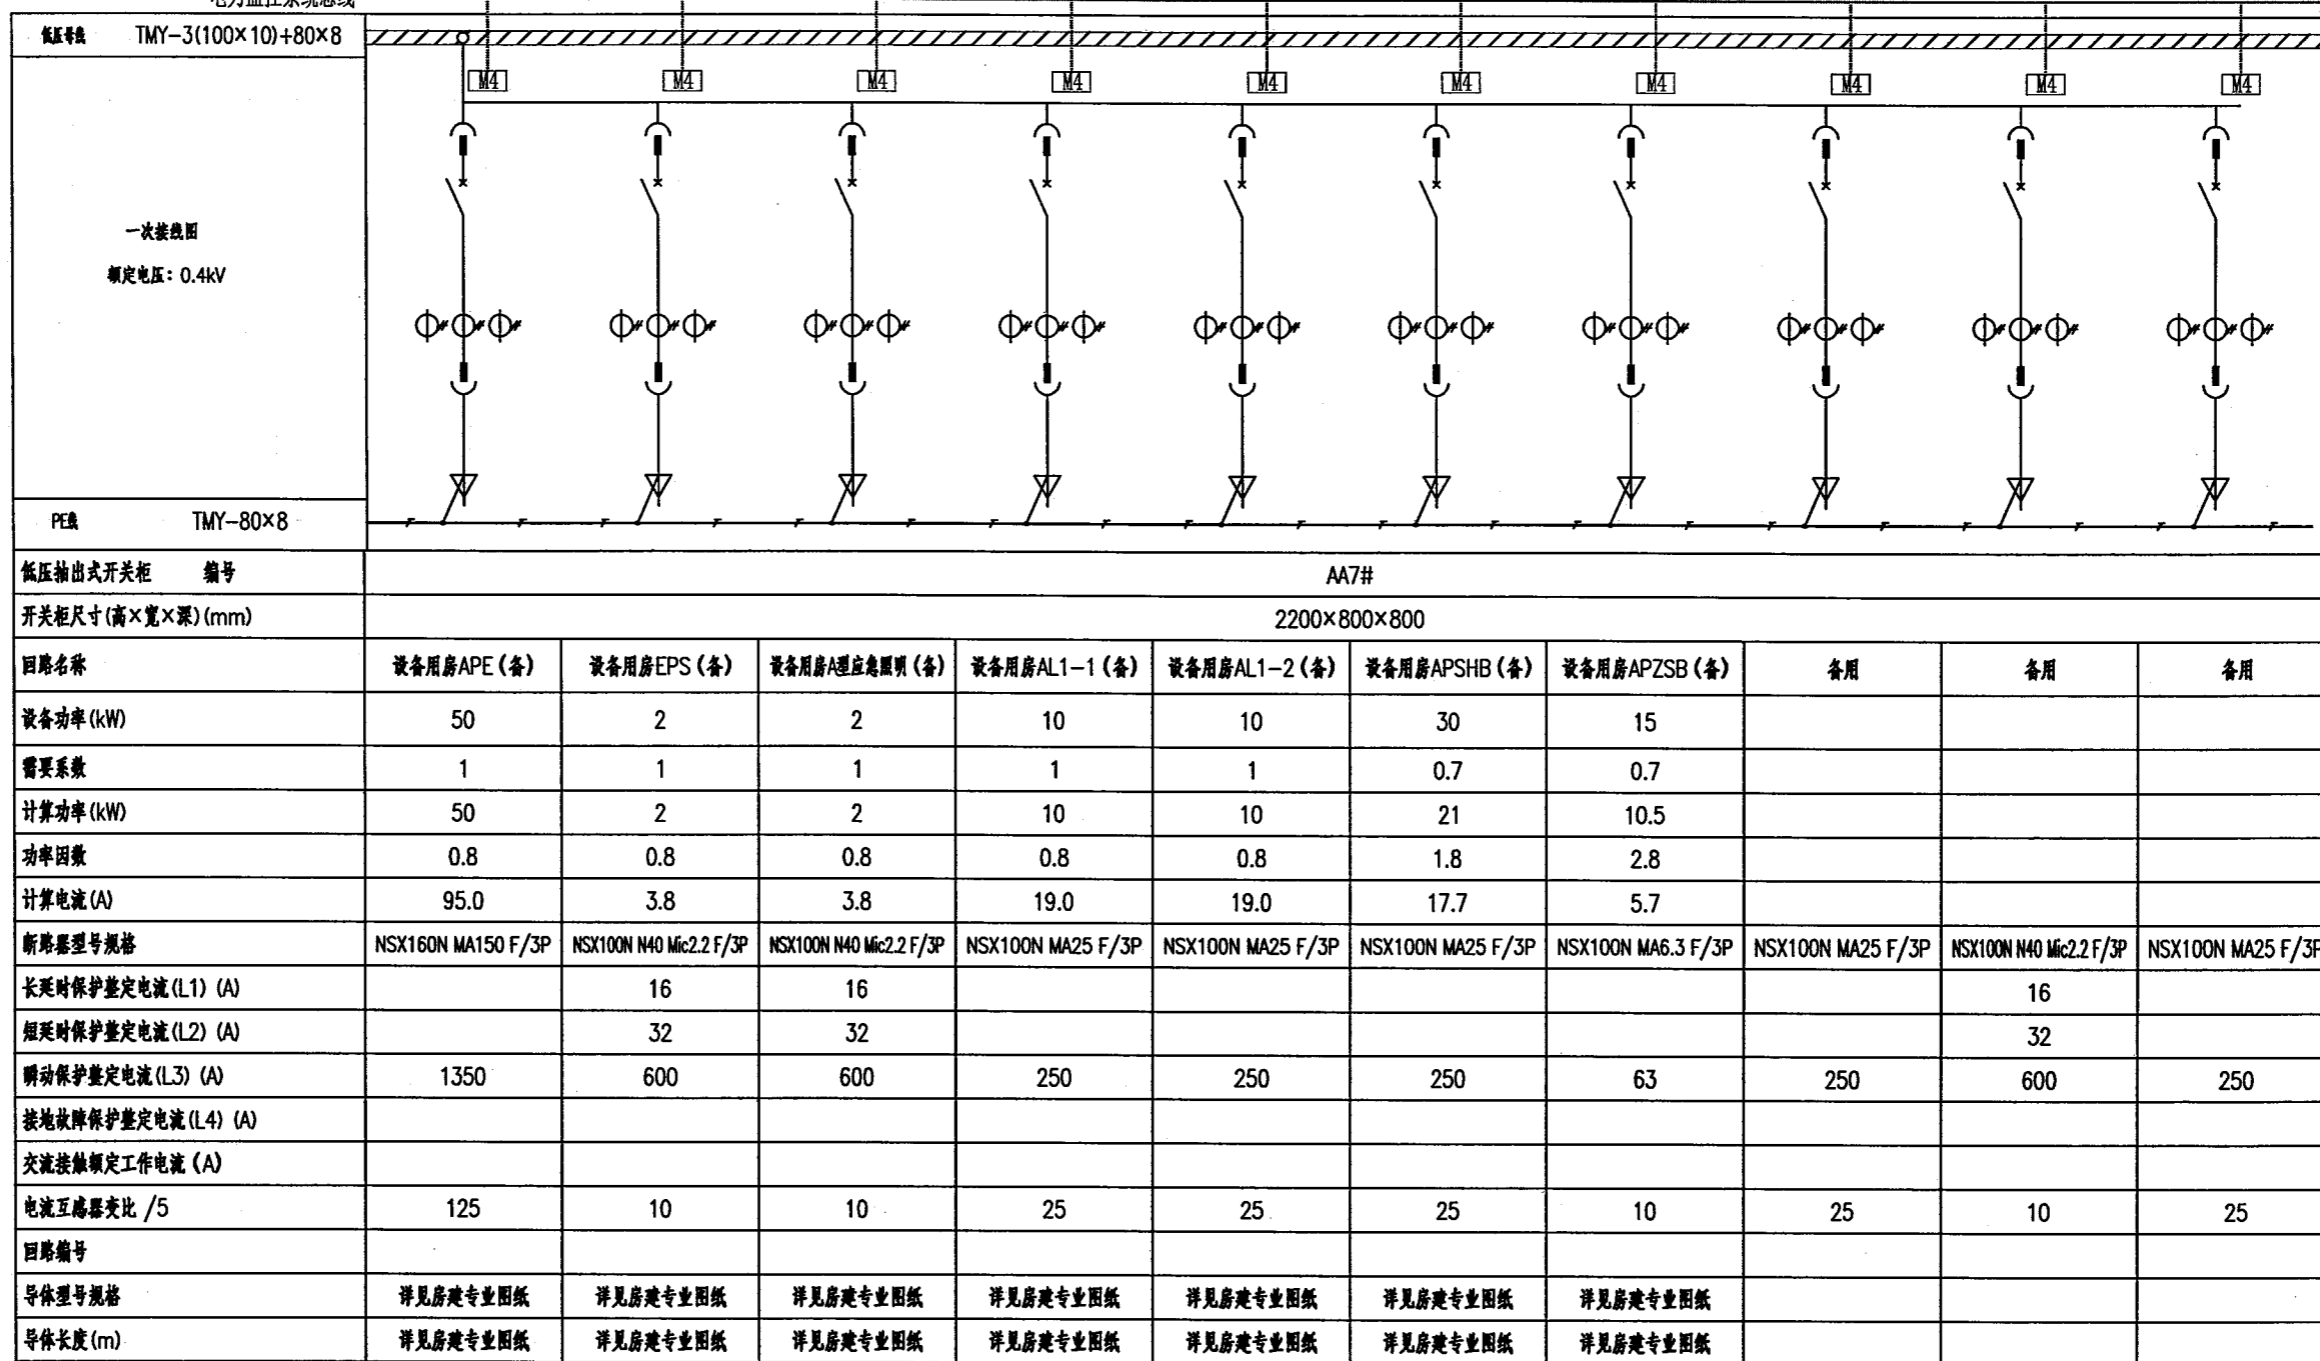 电力监控系统总线
低压母线 TMY-3(100×10)+80×8
M4 M4 M4 M4 M4 M4 M4 M4 M4 M4
一次接线图
额定电压：0.4kV
PE线 TMY-80×8
低压抽出式开关柜 编号 AA7#
开关柜尺寸(高×宽×深)(mm) 2200×800×800
回路名称 设备用房APE(备) 设备用房EPS(备) 设备用房A型应急照明(备) 设备用房AL1-1(备) 设备用房AL1-2(备) 设备用房APSHB(备) 设备用房APZSB(备) 备用 备用 备用
设备功率(kW) 50 2 2 10 10 30 15
需要系数 1 1 1 1 1 0.7 0.7
计算功率(kW) 50 2 2 10 10 21 10.5
功率因数 0.8 0.8 0.8 0.8 0.8 1.8 2.8
计算电流(A) 95.0 3.8 3.8 19.0 19.0 17.7 5.7
断路器型号规格 NSX160N MA150 F/3P NSX100N N40 Mic2.2 F/3P NSX100N N40 Mic2.2 F/3P NSX100N MA25 F/3P NSX100N MA25 F/3P NSX100N MA25 F/3P NSX100N MA6.3 F/3P NSX100N MA25 F/3P NSX100N N40 Mic2.2 F/3P NSX100N MA25 F/3P
长延时保护整定电流(L1) (A) 16 16 16
短延时保护整定电流(L2) (A) 32 32 32
瞬动保护整定电流(L3) (A) 1350 600 600 250 250 250 63 250 600 250
接地故障保护整定电流(L4) (A)
交流接触额定工作电流(A)
电流互感器变比 /5 125 10 10 25 25 25 10 25 10 25
回路编号
导体型号规格 详见房建专业图纸 详见房建专业图纸 详见房建专业图纸 详见房建专业图纸 详见房建专业图纸 详见房建专业图纸 详见房建专业图纸
导体长度(m) 详见房建专业图纸 详见房建专业图纸 详见房建专业图纸 详见房建专业图纸 详见房建专业图纸 详见房建专业图纸 详见房建专业图纸